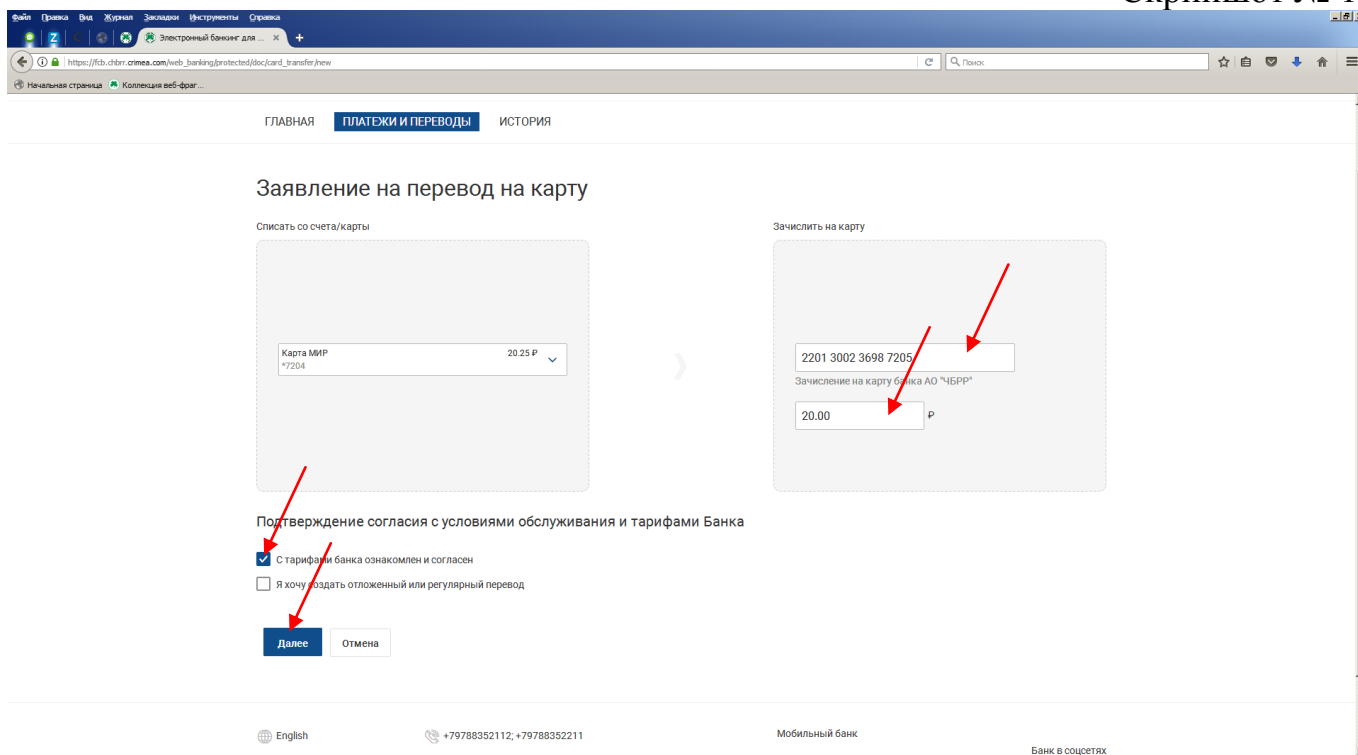 Файл Правка Вид Журнал Закладки Инструменты Справка
Электронный банкинг для ... × +
https://fcb.chbrr.crimea.com/web_banking/protected/doc/card_transfer/new
Поиск
Начальная страница Коллекция веб-фраг...
ГЛАВНАЯ ПЛАТЕЖИ И ПЕРЕВОДЫ ИСТОРИЯ
Заявление на перевод на карту
Списать со счета/карты Зачислить на карту
Карта МИР 20.25 ₽
*7204
2201 3002 3698 7205
Зачисление на карту банка АО "ЧБРР"
20.00 ₽
Подтверждение согласия с условиями обслуживания и тарифами Банка
С тарифами банка ознакомлен и согласен
Я хочу создать отложенный или регулярный перевод
Далее Отмена
English +79788352112; +79788352211 Мобильный банк
Банк в соцсетях